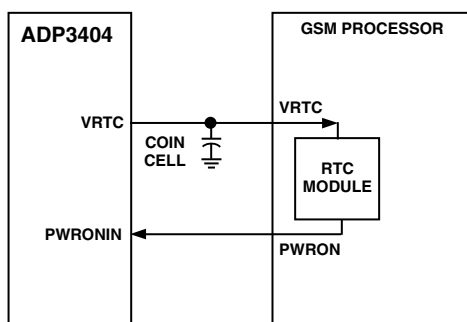 ADP3404
GSM PROCESSOR
VRTC
VRTC
COIN
CELL
RTC
MODULE
PWRONIN
PWRON